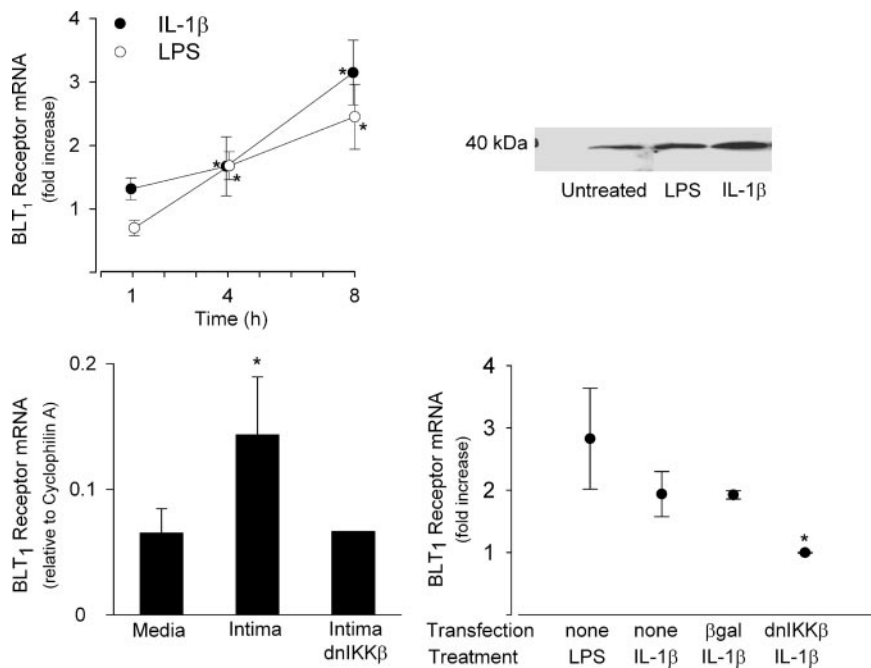 BLT1 Receptor mRNA
(fold increase)
4
3
2
1
IL-1β
LPS
*
*
*
*
1 4 8
Time (h)
40 kDa
Untreated LPS IL-1β
BLT1 Receptor mRNA
(relative to Cyclophilin A)
0.2
0.1
0
*
Media Intima Intima
dnIKKβ
BLT1 Receptor mRNA
(fold increase)
4
3
2
1
*
Transfection none none βgal dnIKKβ
Treatment LPS IL-1β IL-1β IL-1β